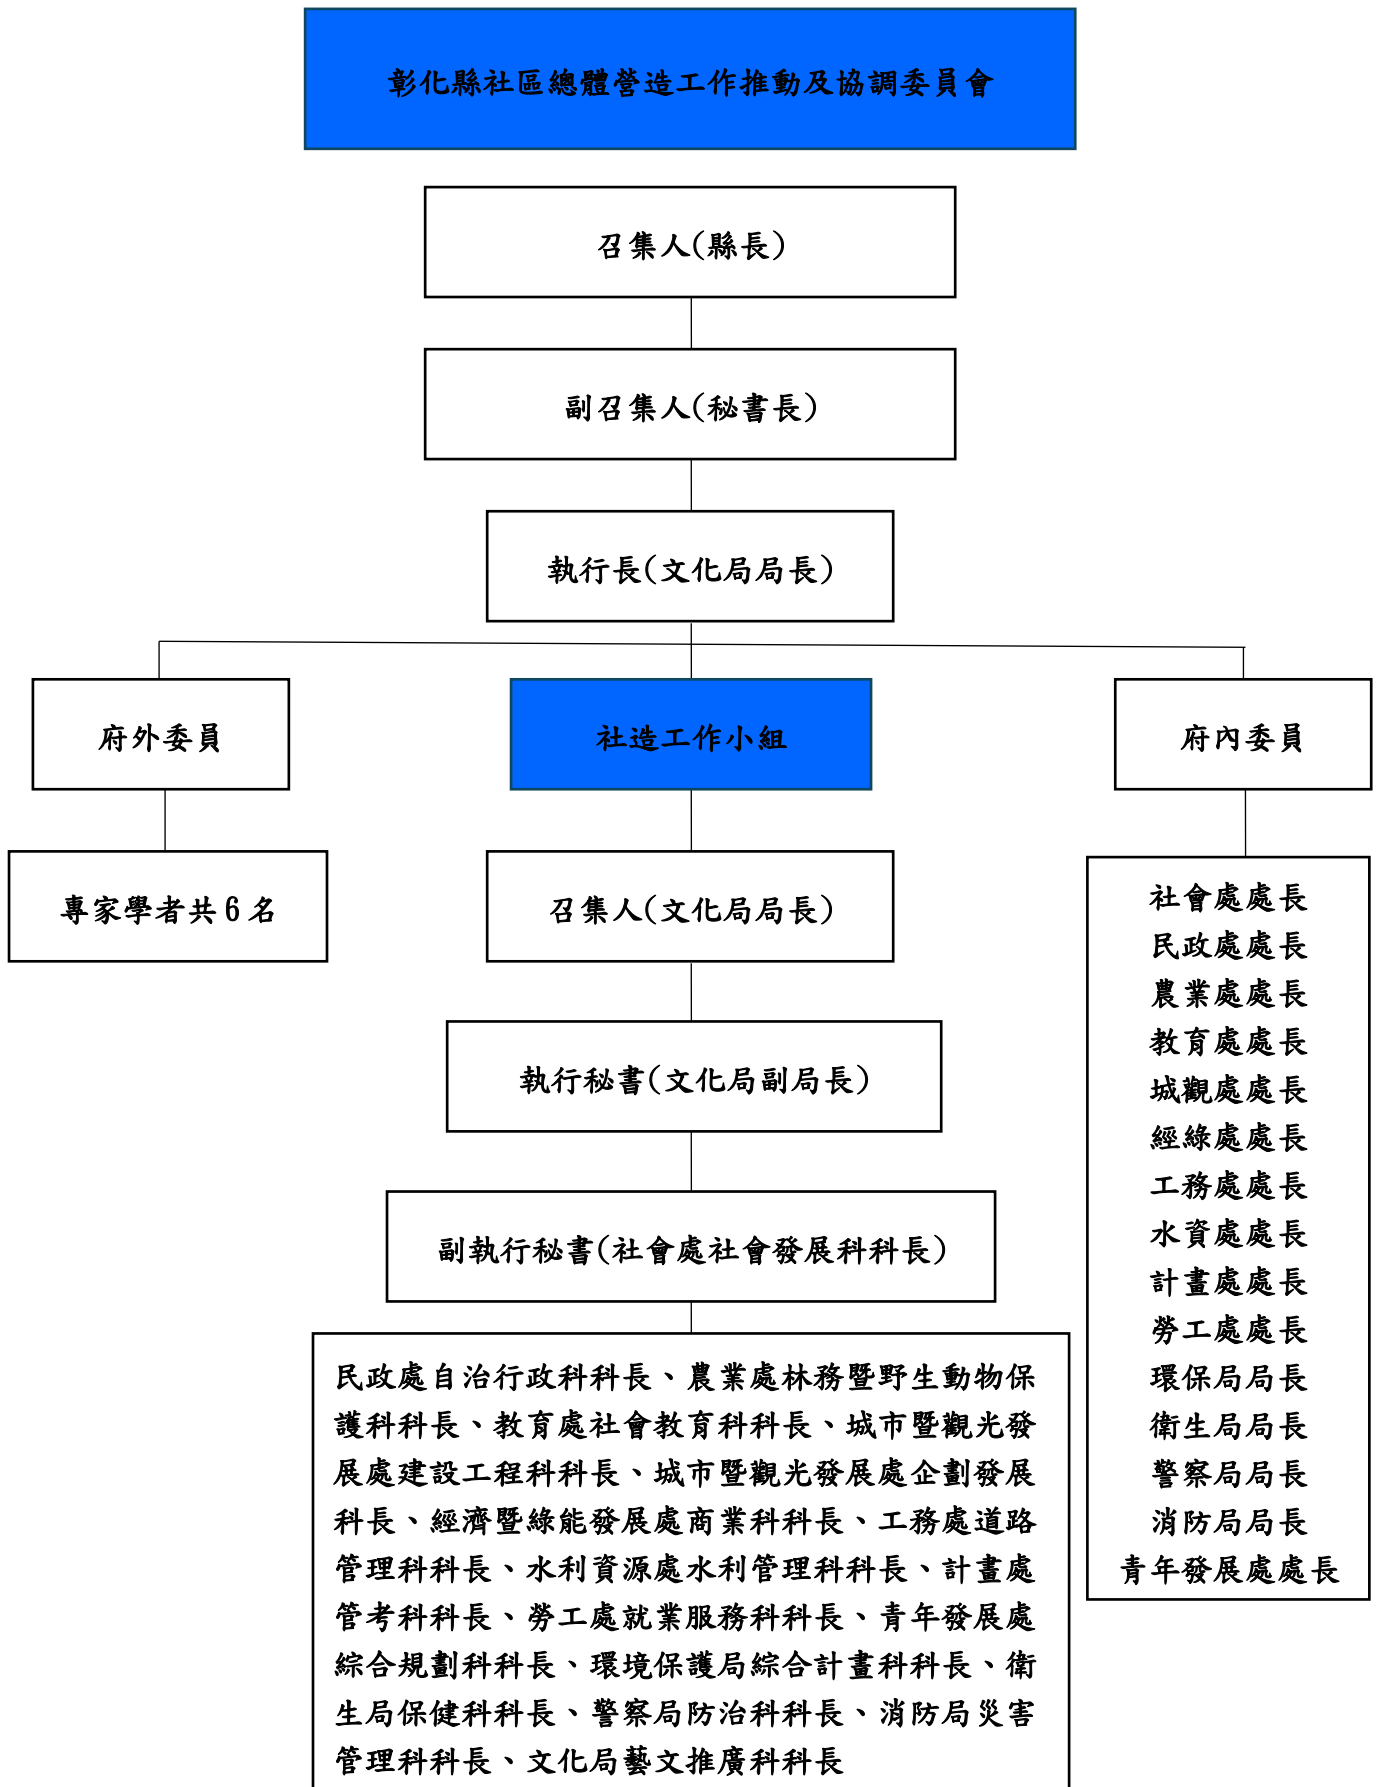 彰化縣社區總體營造工作推動及協調委員會
召集人(縣長)
副召集人(秘書長)
執行長(文化局局長)
府外委員
社造工作小組
府內委員
專家學者共6名
召集人(文化局局長)
執行秘書(文化局副局長)
副執行秘書(社會處社會發展科科長)
民政處自治行政科科長、農業處林務暨野生動物保
護科科長、教育處社會教育科科長、城市暨觀光發
展處建設工程科科長、城市暨觀光發展處企劃發展
科長、經濟暨綠能發展處商業科科長、工務處道路
管理科科長、水利資源處水利管理科科長、計畫處
管考科科長、勞工處就業服務科科長、青年發展處
綜合規劃科科長、環境保護局綜合計畫科科長、衛
生局保健科科長、警察局防治科科長、消防局災害
管理科科長、文化局藝文推廣科科長
社會處處長
民政處處長
農業處處長
教育處處長
城觀處處長
經綠處處長
工務處處長
水資處處長
計畫處處長
勞工處處長
環保局局長
衛生局局長
警察局局長
消防局局長
青年發展處處長